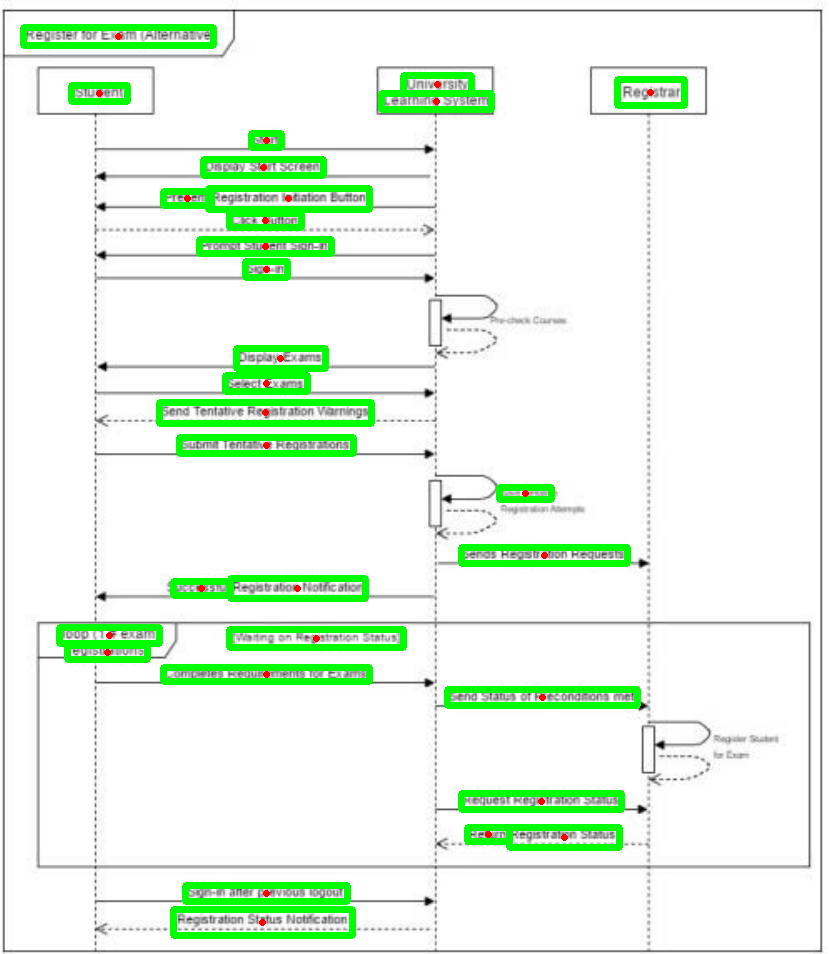 Register for Exam (Alternative
Student
University
Learning System
Registrar
Start
Display Start Screen
Present Registration Initiation Button
Click Button
Prompt Student Sign-in
Sign-in
Pre-check Courses
Display Exams
Select Exams
Send Tentative Registration Warnings
Submit Tentative Registrations
Registration Attempts
Sends Registration Requests
Registration Notification
loop (1..* exam
registrations)
[Waiting on Registration Status]
Completes Requirements for Exams
Send Status of Preconditions met
Register Student
for Exam
Request Registration Status
Return Registration Status
Sign-in after previous logout
Registration Status Notification